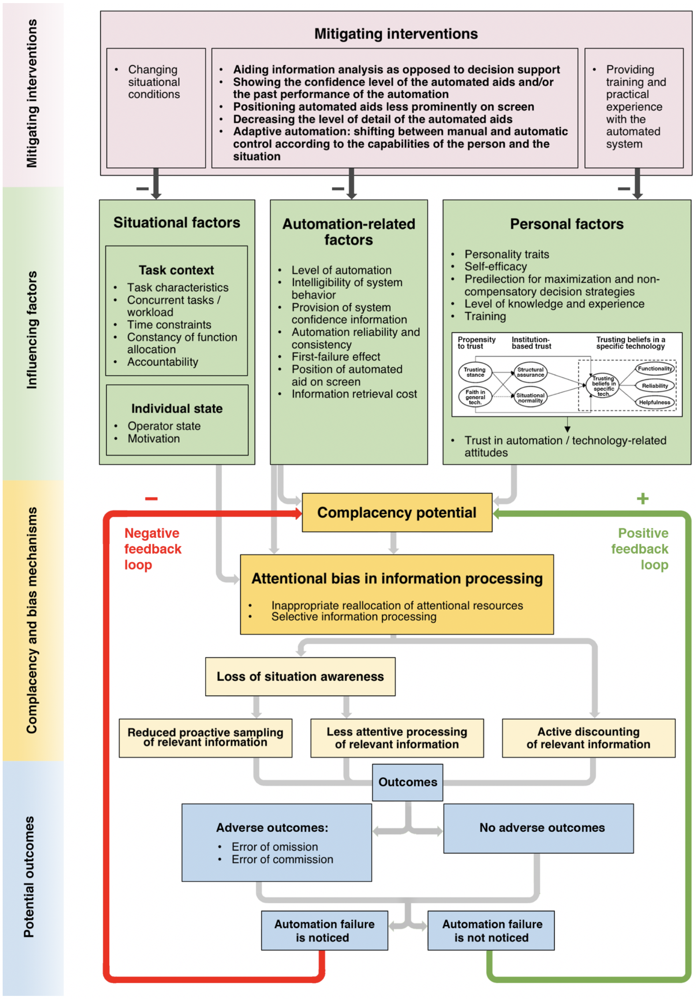 Mitigating interventions
Mitigating interventions
• Changing
situational
conditions
• Aiding information analysis as opposed to decision support
• Showing the confidence level of the automated aids and/or
the past performance of the automation
• Positioning automated aids less prominently on screen
• Decreasing the level of detail of the automated aids
• Adaptive automation: shifting between manual and automatic
control according to the capabilities of the person and the
situation
• Providing
training and
practical
experience
with the
automated
system
–
–
–
Influencing factors
Situational factors
Task context
• Task characteristics
• Concurrent tasks /
workload
• Time constraints
• Constancy of function
allocation
• Accountability
Individual state
• Operator state
• Motivation
Automation-related
factors
• Level of automation
• Intelligibility of system
behavior
• Provision of system
confidence information
• Automation reliability and
consistency
• First-failure effect
• Position of automated
aid on screen
• Information retrieval cost
Personal factors
• Personality traits
• Self-efficacy
• Predilection for maximization and non-
compensatory decision strategies
• Level of knowledge and experience
• Training
Propensity
to trust
Institution-
based trust
Trusting beliefs in a
specific technology
Trusting
stance
Faith in
general
tech.
Structural
assurance
Situational
normality
Trusting
beliefs in
specific
tech.
Functionality
Reliability
Helpfulness
• Trust in automation / technology-related
attitudes
Complacency and bias mechanisms
–
Negative
feedback
loop
Complacency potential
+
Positive
feedback
loop
Attentional bias in information processing
• Inappropriate reallocation of attentional resources
• Selective information processing
Loss of situation awareness
Reduced proactive sampling
of relevant information
Less attentive processing
of relevant information
Active discounting
of relevant information
Potential outcomes
Outcomes
Adverse outcomes:
• Error of omission
• Error of commission
No adverse outcomes
Automation failure
is noticed
Automation failure
is not noticed